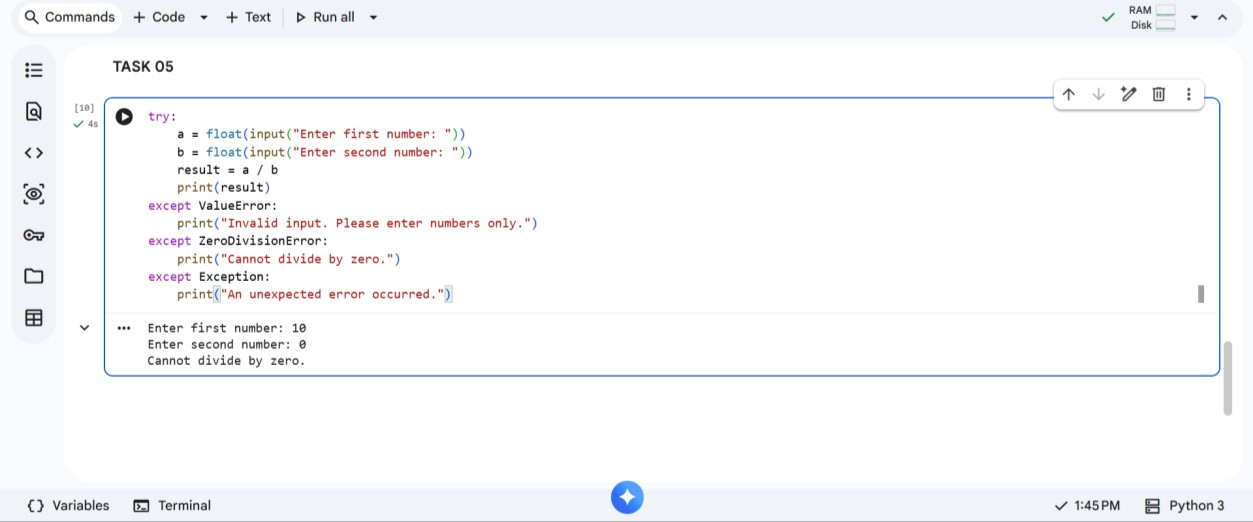 Commands + Code + Text Run all
RAM
Disk
TASK 05
[10]
4s
try:
    a = float(input("Enter first number: "))
    b = float(input("Enter second number: "))
    result = a / b
    print(result)
except ValueError:
    print("Invalid input. Please enter numbers only.")
except ZeroDivisionError:
    print("Cannot divide by zero.")
except Exception:
    print("An unexpected error occurred.")
Enter first number: 10
Enter second number: 0
Cannot divide by zero.
Variables Terminal 1:45 PM Python 3